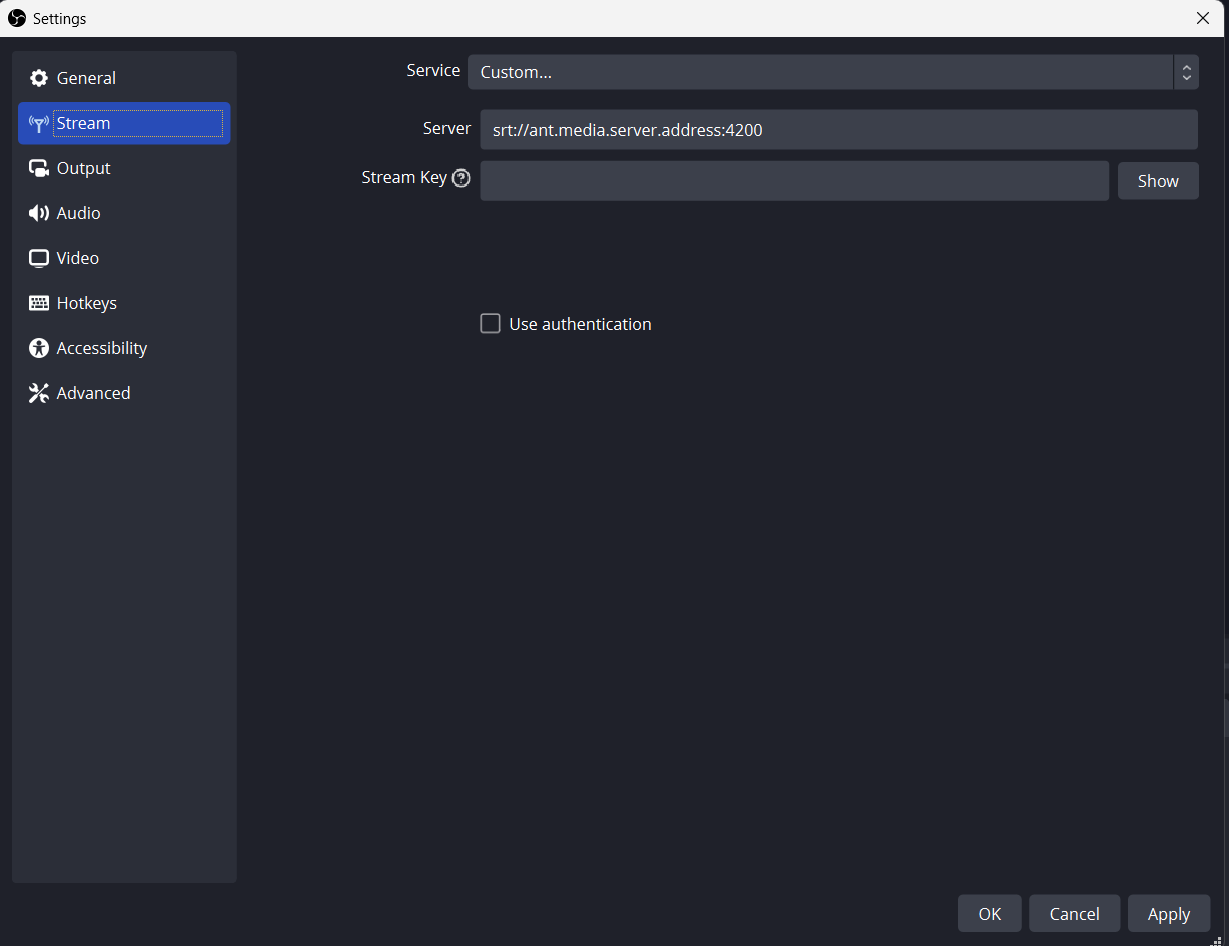 Settings
General
Stream
Output
Audio
Video
Hotkeys
Accessibility
Advanced
Service Custom...
Server srt://ant.media.server.address:4200
Stream Key ? Show
Use authentication
OK Cancel Apply